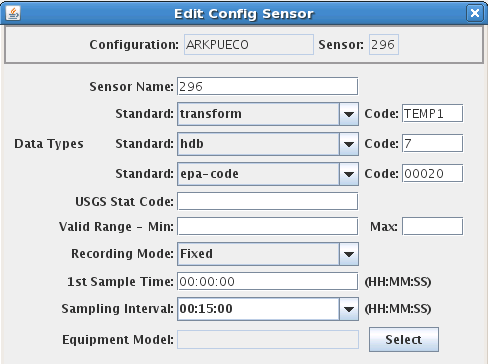 Edit Config Sensor
Configuration: ARKPUECO Sensor: 296
Sensor Name: 296
Standard: transform Code: TEMP1
Data Types Standard: hdb Code: 7
Standard: epa-code Code: 00020
USGS Stat Code:
Valid Range - Min: Max:
Recording Mode: Fixed
1st Sample Time: 00:00:00 (HH:MM:SS)
Sampling Interval: 00:15:00 (HH:MM:SS)
Equipment Model: Select